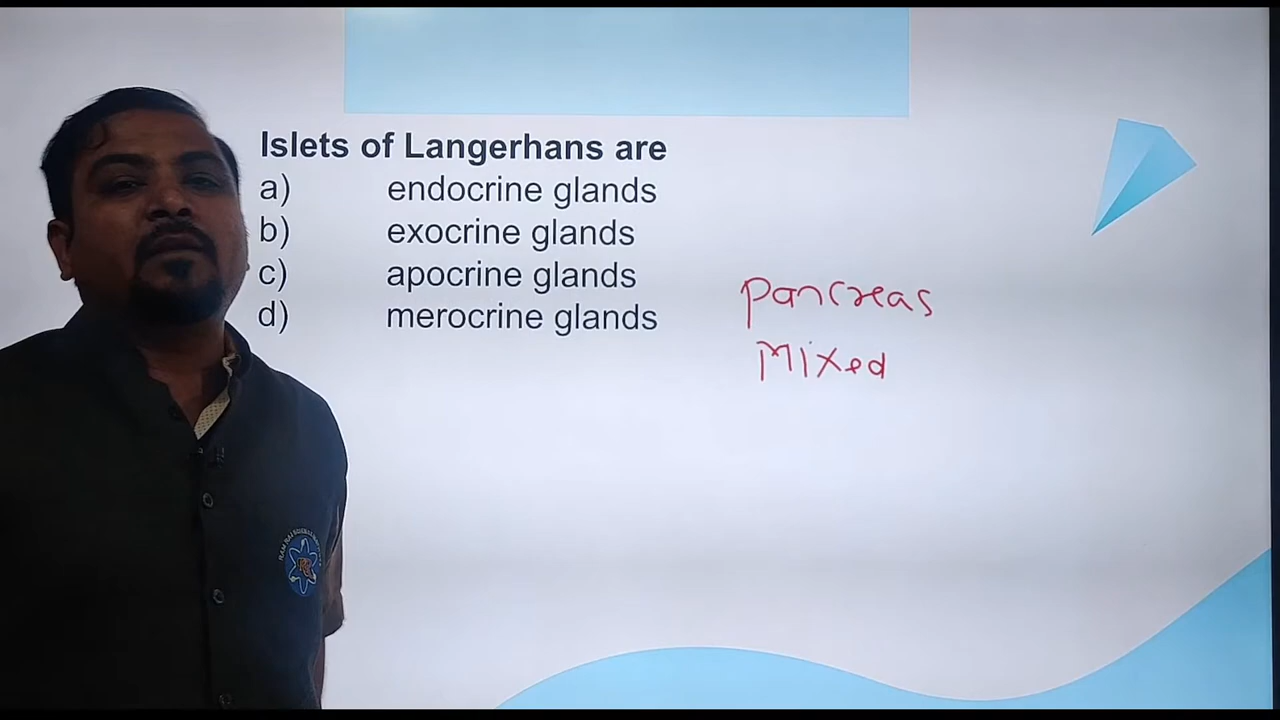 Islets of Langerhans are
a) endocrine glands
b) exocrine glands
c) apocrine glands
d) merocrine glands
Pancreas
Mixed